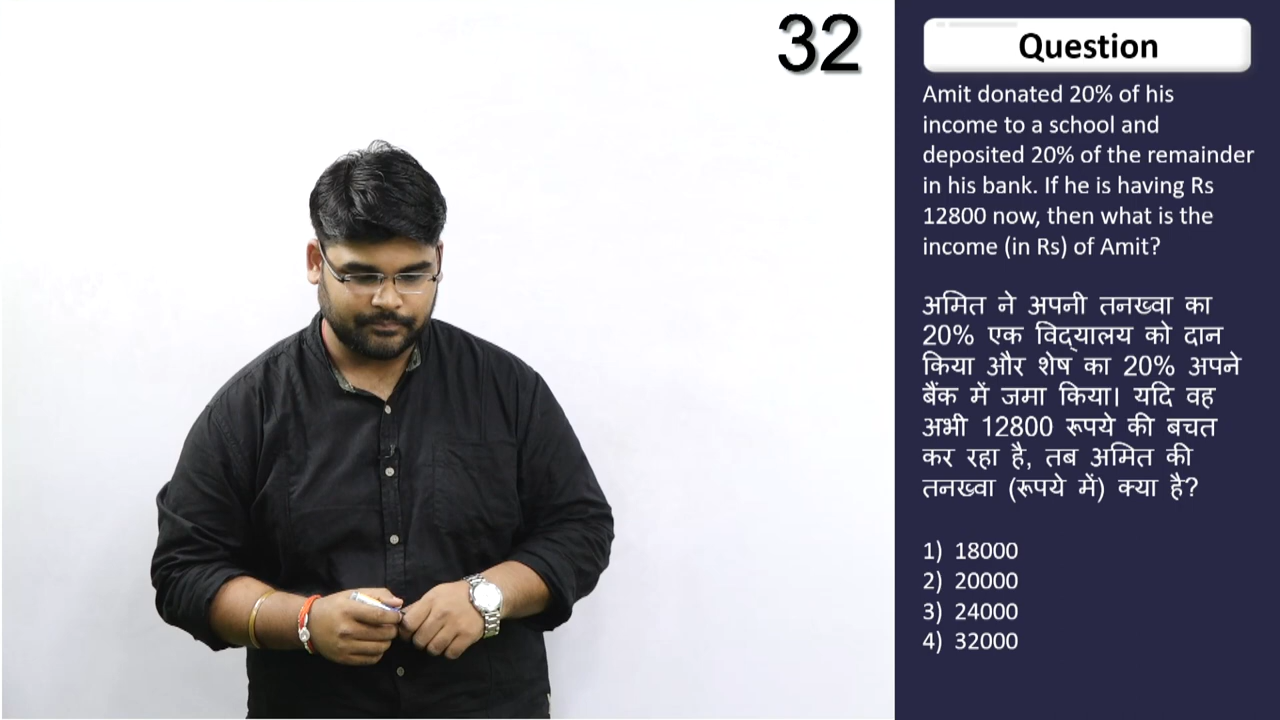 32
Question
Amit donated 20% of his
income to a school and
deposited 20% of the remainder
in his bank. If he is having Rs
12800 now, then what is the
income (in Rs) of Amit?
अमित ने अपनी तनख्वा का
20% एक विद्यालय को दान
किया और शेष का 20% अपने
बैंक में जमा किया। यदि वह
अभी 12800 रूपये की बचत
कर रहा है, तब अमित की
तनख्वा (रूपये में) क्या है?
1) 18000
2) 20000
3) 24000
4) 32000